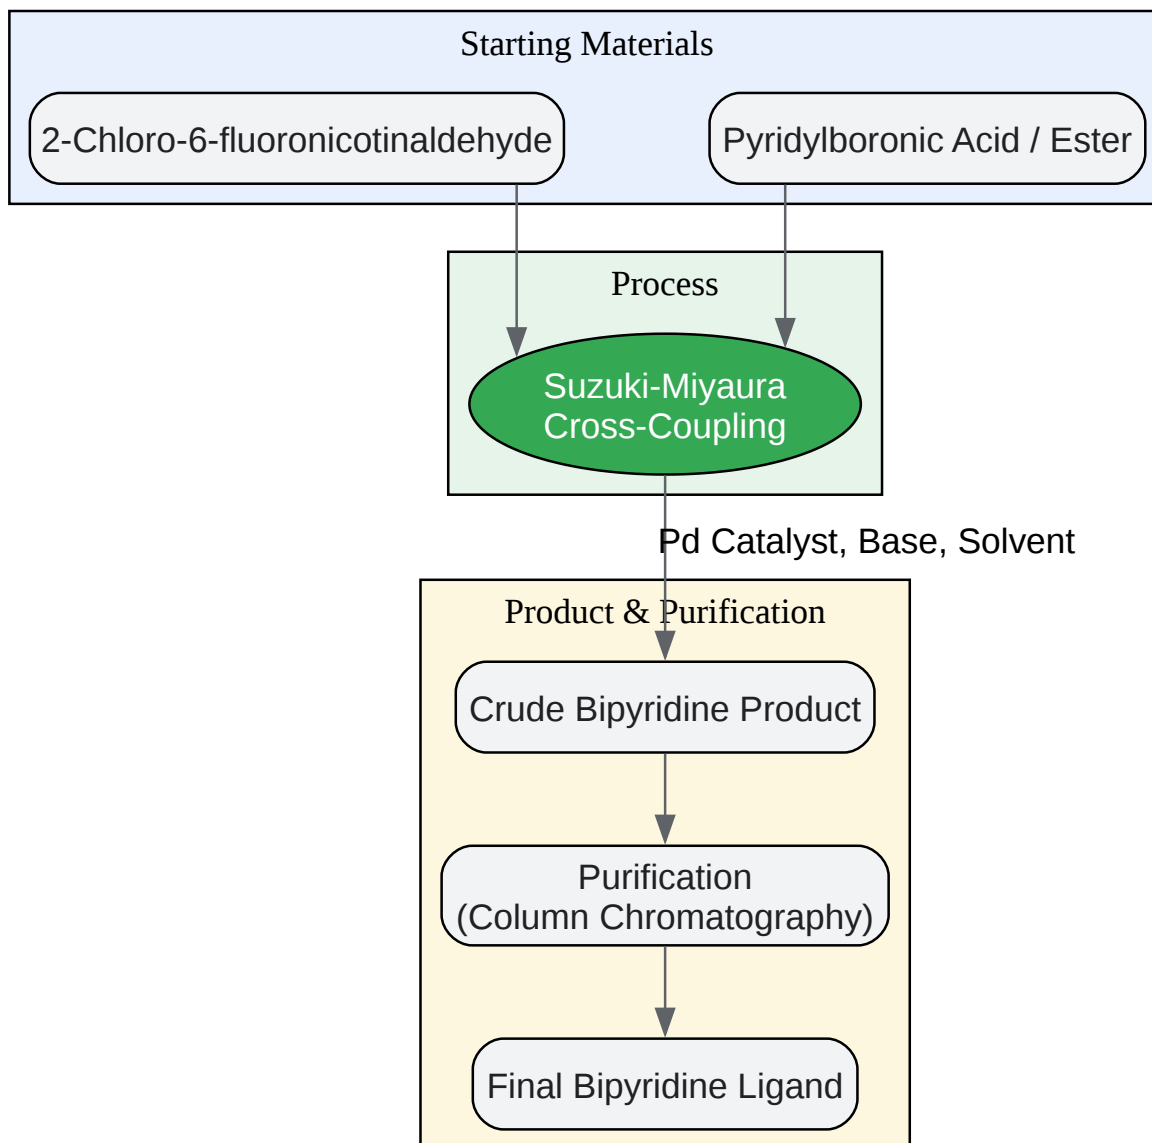 Starting Materials
2-Chloro-6-fluoronicotinaldehyde
Pyridylboronic Acid / Ester
Process
Suzuki-Miyaura
Cross-Coupling
Pd Catalyst, Base, Solvent
Product & Purification
Crude Bipyridine Product
Purification
(Column Chromatography)
Final Bipyridine Ligand